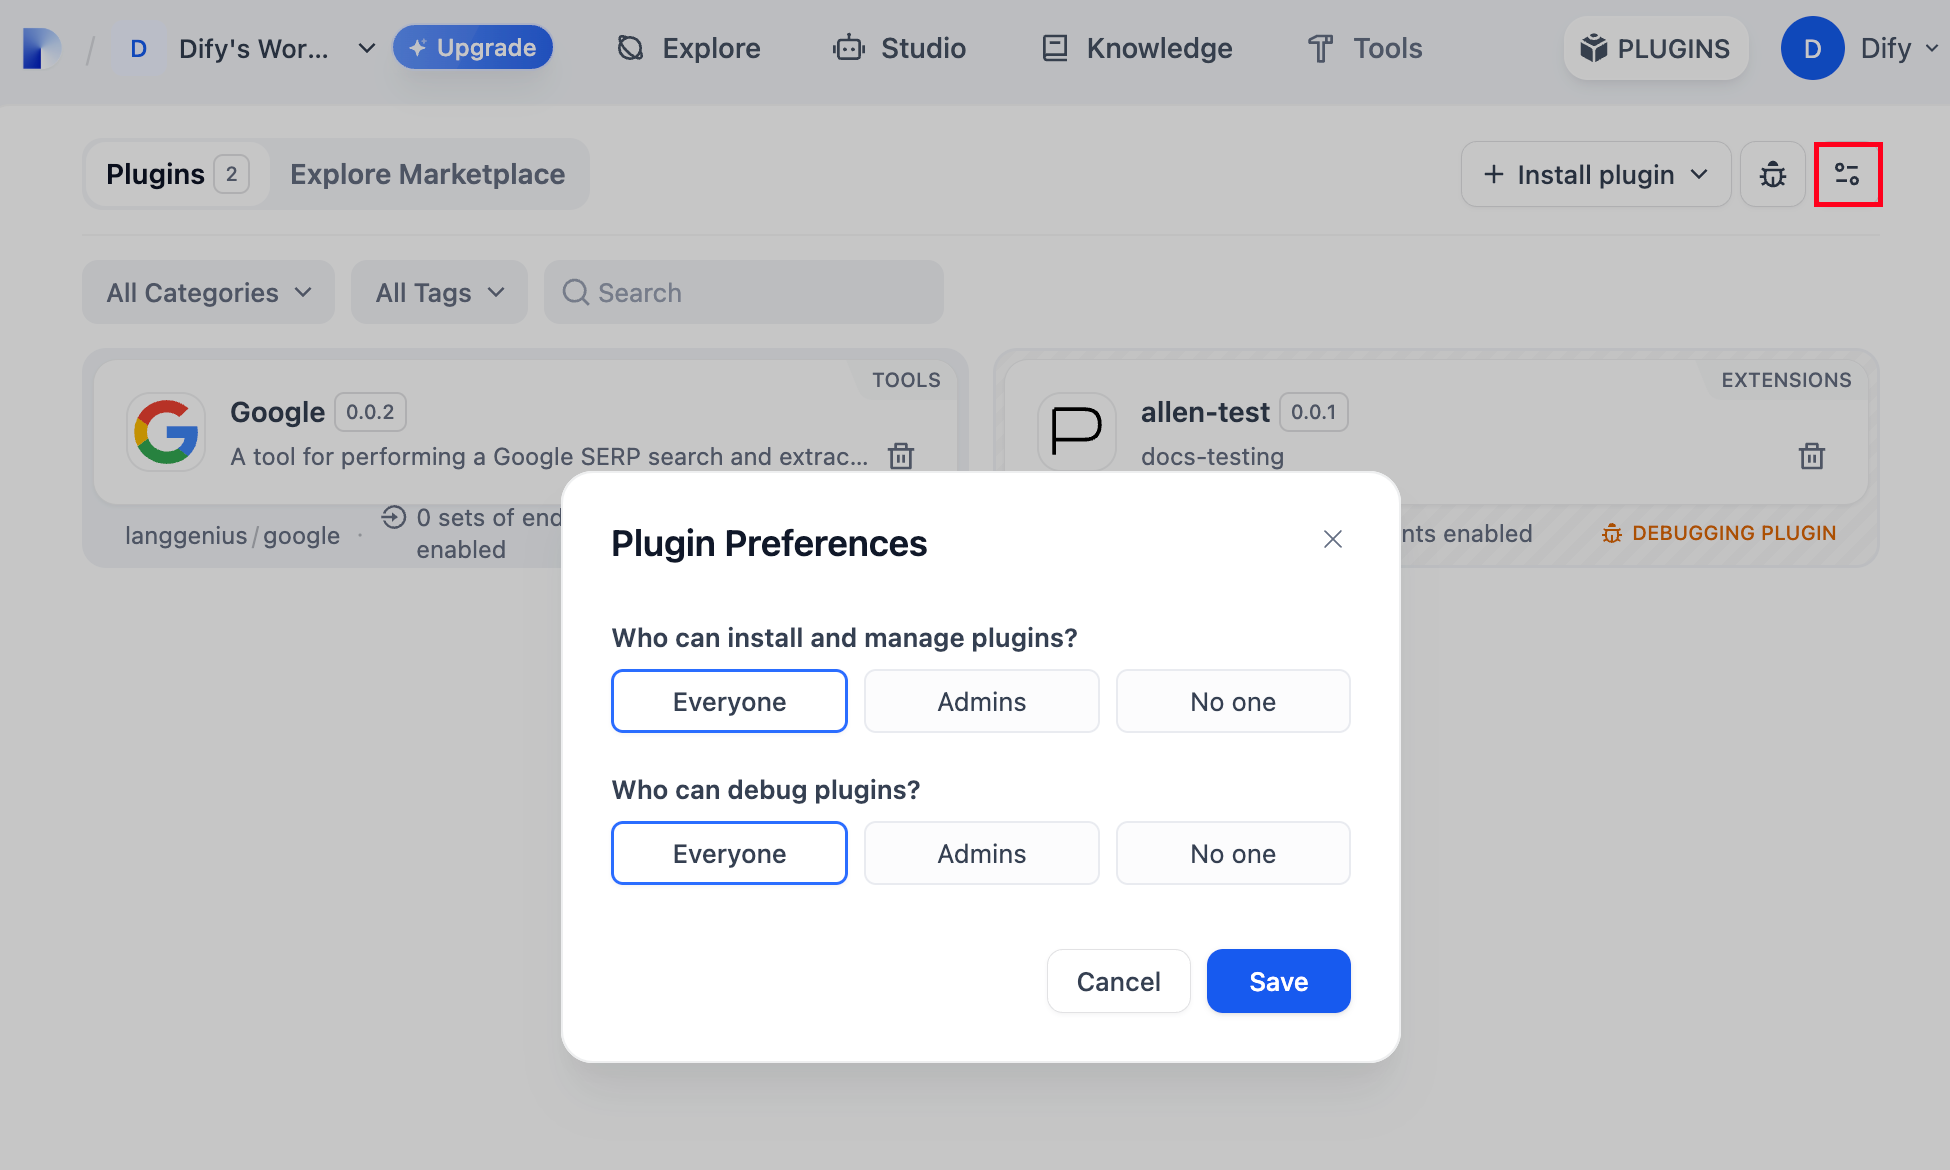 / D Dify's Wor... Upgrade Explore Studio Knowledge Tools PLUGINS D Dify
Plugins 2 Explore Marketplace + Install plugin
All Categories All Tags Search
TOOLS
Google 0.0.2
A tool for performing a Google SERP search and extrac...
langgenius / google · 0 sets of end
enabled
EXTENSIONS
allen-test 0.0.1
docs-testing
nts enabled DEBUGGING PLUGIN
Plugin Preferences
Who can install and manage plugins?
Everyone Admins No one
Who can debug plugins?
Everyone Admins No one
Cancel Save